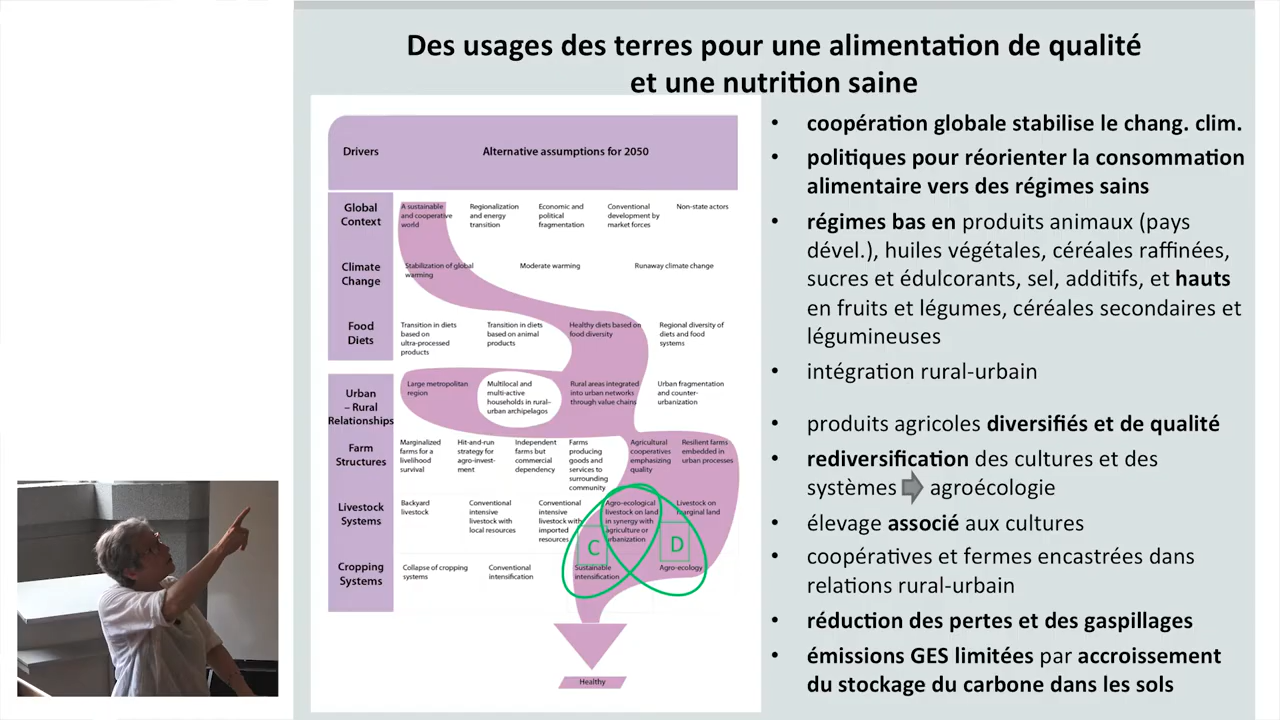 Des usages des terres pour une alimentation de qualité
et une nutrition saine
Drivers
Alternative assumptions for 2050
Global
Context
A sustainable
and cooperative
world
Regionalization
and energy
transition
Economic and
political
fragmentation
Conventional
development by
market forces
Non-state actors
Climate
Change
Stabilization of global
warming
Moderate warming
Runaway climate change
Food
Diets
Transition in diets
based on
ultra-processed
products
Transition in diets
based on animal
products
Healthy diets based on
food diversity
Regional diversity of
diets and food
systems
Urban
– Rural
Relationships
Large metropolitan
region
Multilocal and
multi-active
households in rural–
urban archipelagos
Rural areas integrated
into urban networks
through value chains
Urban fragmentation
and counter-
urbanization
Farm
Structures
Marginalized
farms for a
livelihood
survival
Hit-and-run
strategy for
agro-invest-
ment
Independent
farms but
commercial
dependency
Farms
producing
goods and
services to
surrounding
community
Agricultural
cooperatives
emphasizing
quality
Resilient farms
embedded in
urban processes
Livestock
Systems
Backyard
livestock
Conventional
intensive
livestock with
local resources
Conventional
intensive
livestock with
imported
resources
Agro-ecological
livestock on land
in synergy with
agriculture or
urbanization
Livestock on
marginal land
C
D
Cropping
Systems
Collapse of cropping
systems
Conventional
intensification
Sustainable
intensification
Agro-ecology
Healthy
• coopération globale stabilise le chang. clim.
• politiques pour réorienter la consommation
alimentaire vers des régimes sains
• régimes bas en produits animaux (pays
dével.), huiles végétales, céréales raffinées,
sucres et édulcorants, sel, additifs, et hauts
en fruits et légumes, céréales secondaires et
légumineuses
• intégration rural-urbain
• produits agricoles diversifiés et de qualité
• rediversification des cultures et des
systèmes agroécologie
• élevage associé aux cultures
• coopératives et fermes encastrées dans
relations rural-urbain
• réduction des pertes et des gaspillages
• émissions GES limitées par accroissement
du stockage du carbone dans les sols